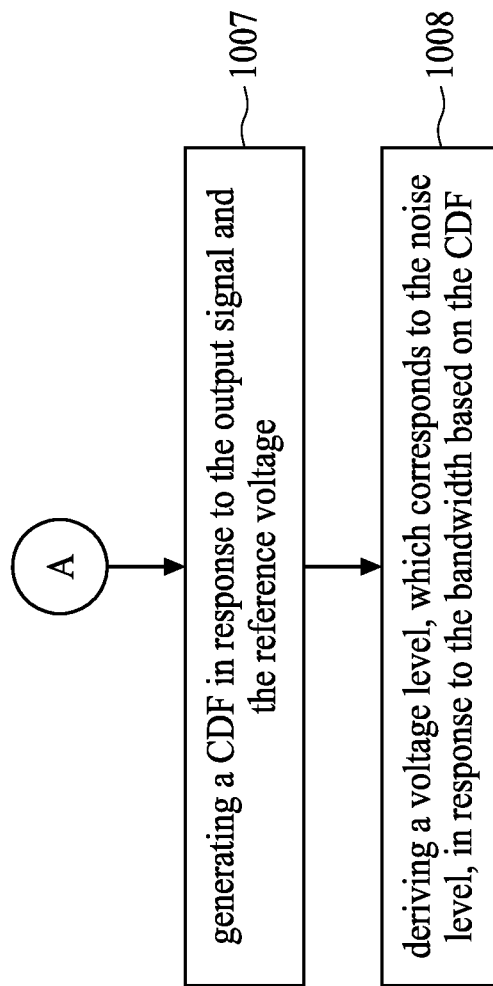 A
generating a CDF in response to the output signal and
the reference voltage
1007
deriving a voltage level, which corresponds to the noise
level, in response to the bandwidth based on the CDF
1008